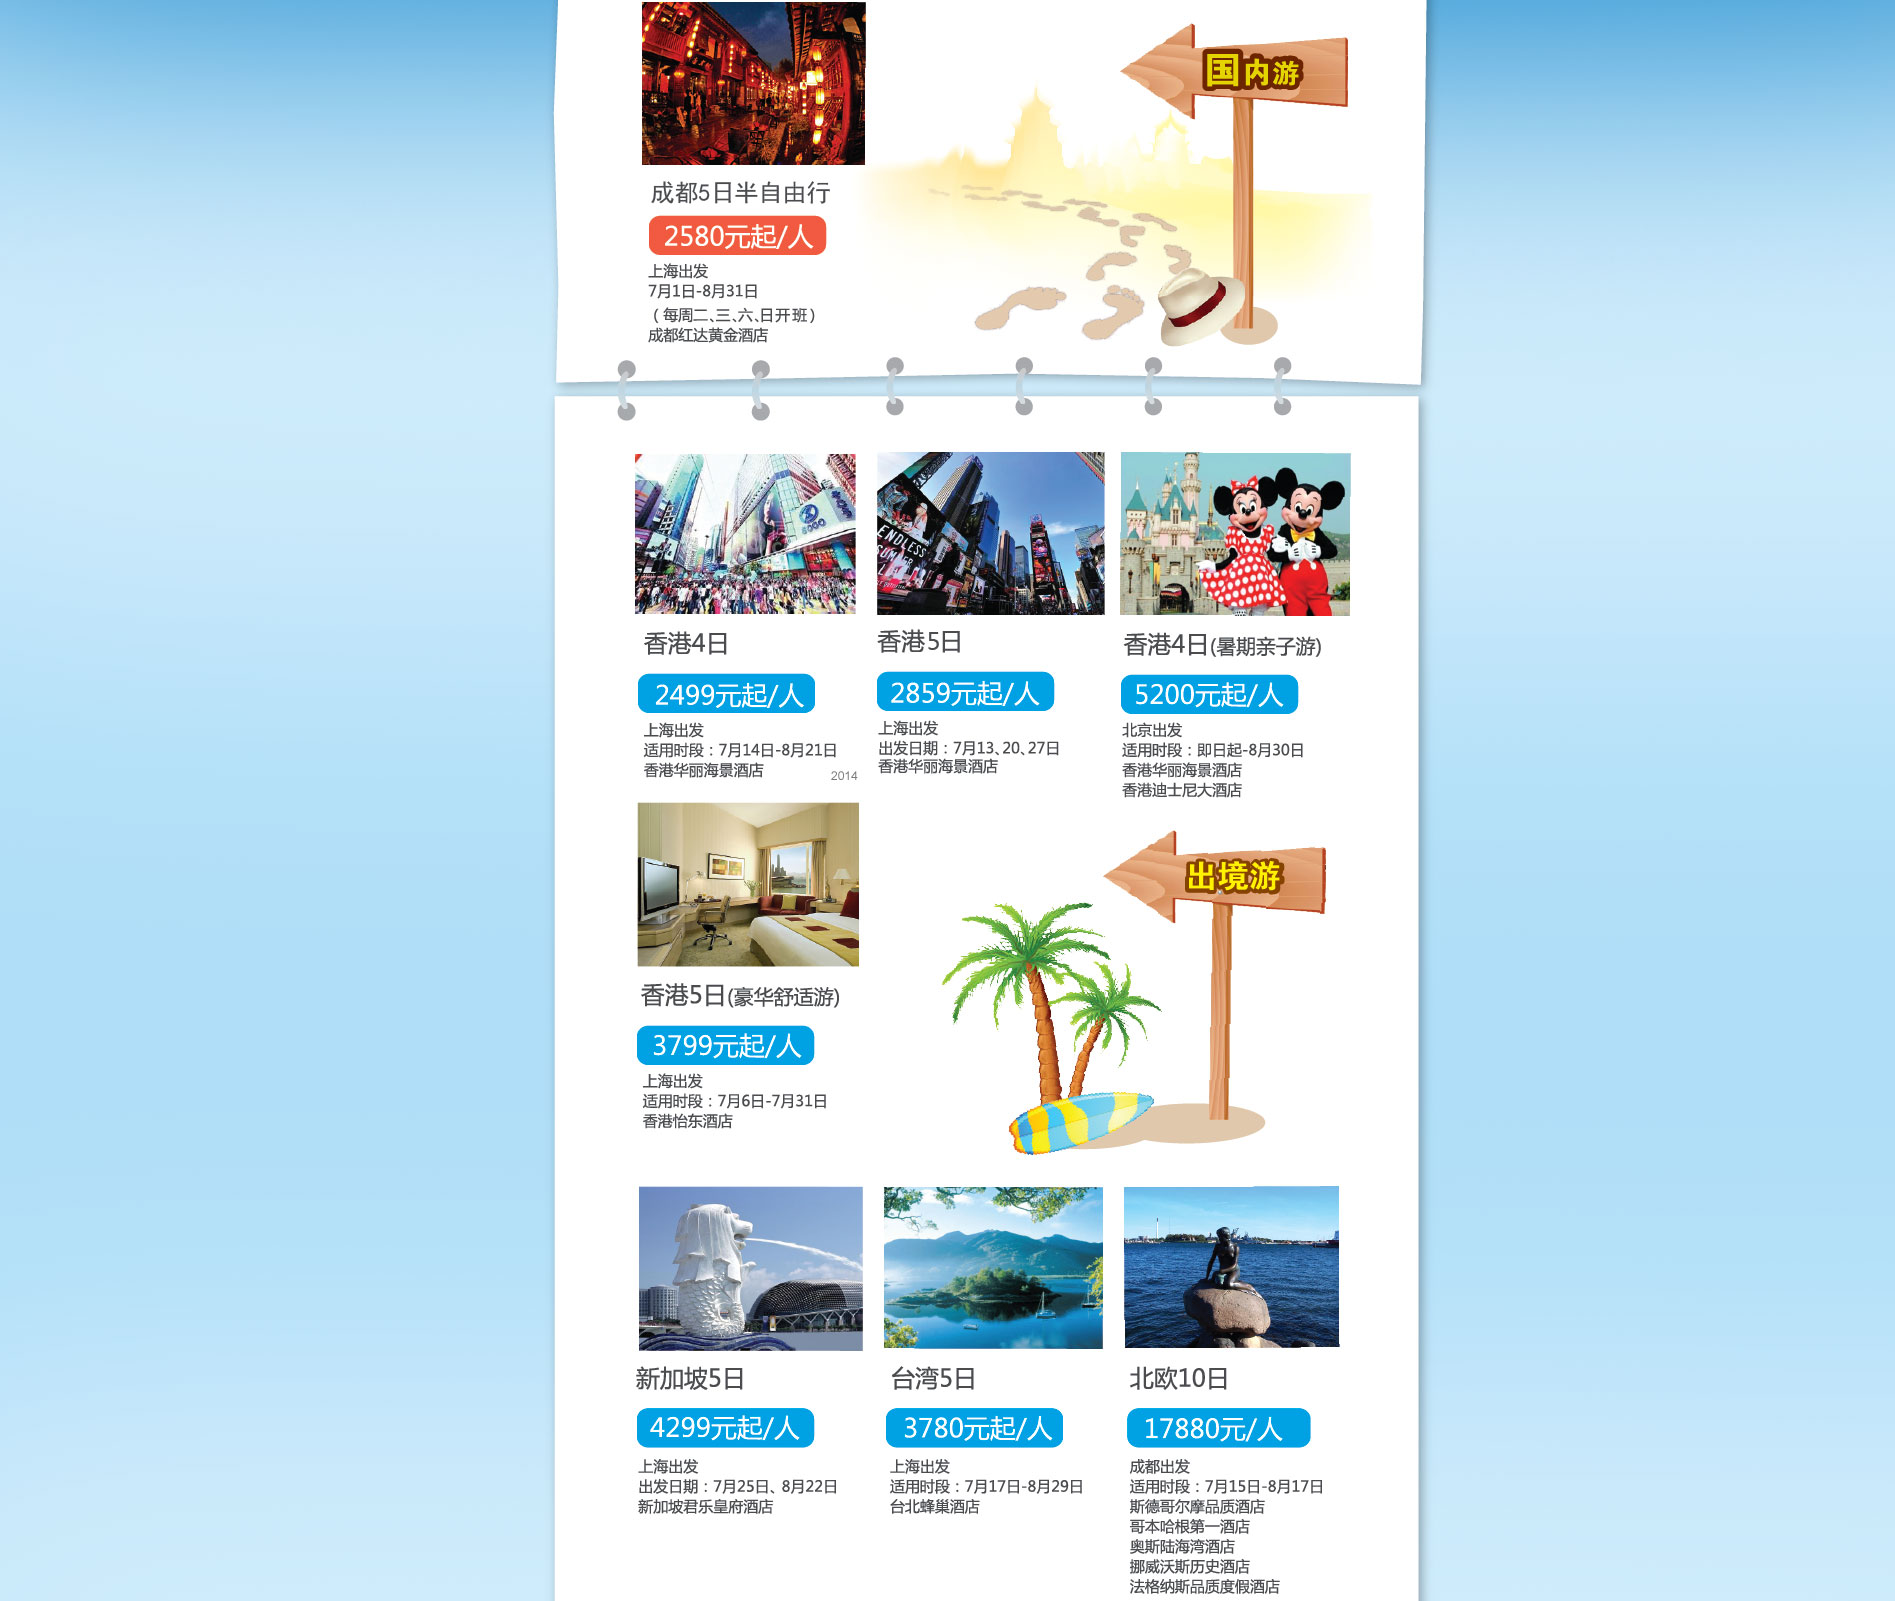 国内游
成都5日半自由行
2580元起/人
上海出发
7月1日-8月31日
（每周二、三、六、日开班）
成都红达黄金酒店
SOGO
香港4日
2499元起/人
上海出发
适用时段：7月14日-8月21日
香港华丽海景酒店
2014
ENDLESS
香港5日
2859元起/人
上海出发
出发日期：7月13、20、27日
香港华丽海景酒店
香港4日(暑期亲子游)
5200元起/人
北京出发
适用时段：即日起-8月30日
香港华丽海景酒店
香港迪士尼大酒店
出境游
香港5日(豪华舒适游)
3799元起/人
上海出发
适用时段：7月6日-7月31日
香港怡东酒店
新加坡5日
4299元起/人
上海出发
出发日期：7月25日、8月22日
新加坡君乐皇府酒店
台湾5日
3780元起/人
上海出发
适用时段：7月17日-8月29日
台北蜂巢酒店
北欧10日
17880元/人
成都出发
适用时段：7月15日-8月17日
斯德哥尔摩品质酒店
哥本哈根第一酒店
奥斯陆海湾酒店
挪威沃斯历史酒店
法格纳斯品质度假酒店